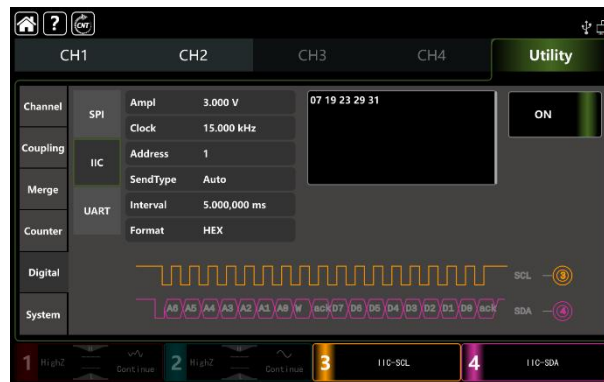 ? CNT
CH1 CH2 CH3 CH4 Utility
Channel
Coupling
Merge
Counter
Digital
System
SPI
IIC
UART
Ampl 3.000 V
Clock 15.000 kHz
Address 1
SendType Auto
Interval 5.000,000 ms
Format HEX
07 19 23 29 31
ON
SCL 3
A6 A5 A4 A3 A2 A1 A0 W ack D7 D6 D5 D4 D3 D2 D1 D0 ack SDA 4
1 HighZ Continue 2 HighZ Continue 3 IIC-SCL 4 IIC-SDA